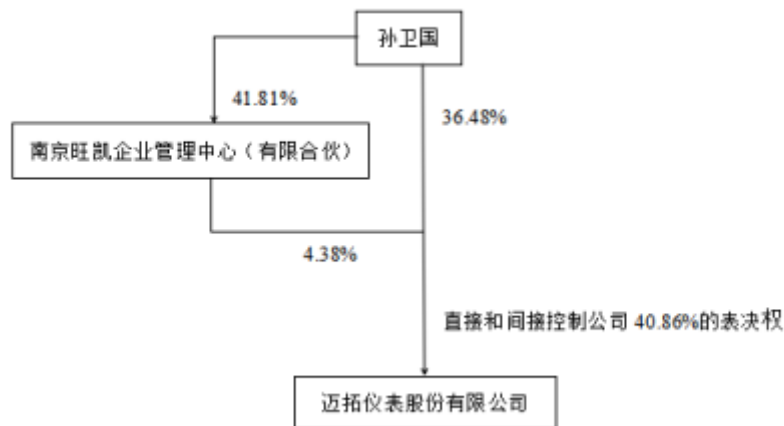 孙卫国
41.81%
36.48%
南京旺凯企业管理中心（有限合伙）
4.38%
直接和间接控制公司 40.86%的表决权
迈拓仪表股份有限公司